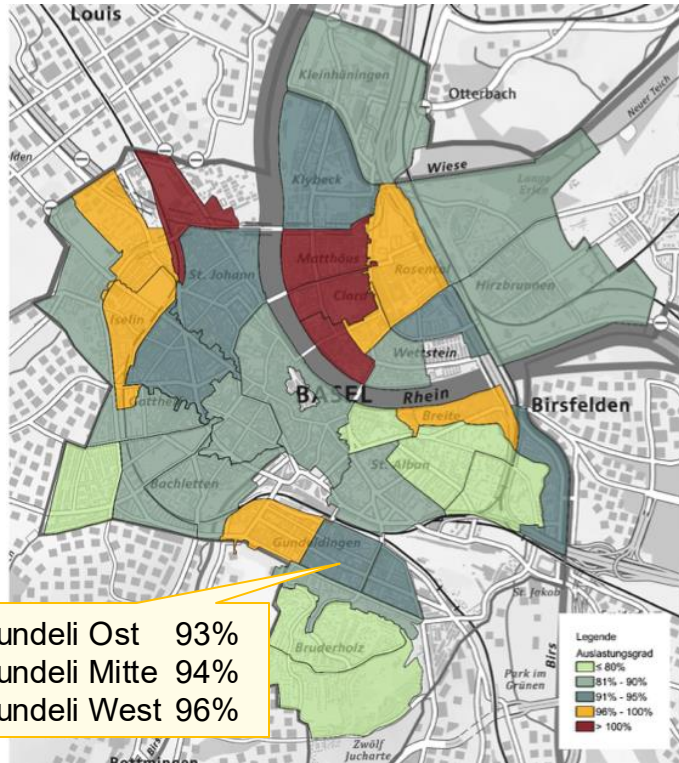 Louis
Kleinhüningen
Otterbach
Neuer Teich
Wiese
Klybeck
Lange
Erlen
St. Johann
Matthäus
Rosental
Clara
Hirzbrunnen
Iselin
Wettstein
BASEL
Rhein
Breite
Birsfelden
Gotthelf
St. Alban
Bachletten
Gundeldingen
St. Jakob
Bruderholz
Park im
Grünen
Birs
Zwölf
Jucharte
undeli Ost 93%
undeli Mitte 94%
undeli West 96%
Legende
Auslastungsgrad
≤ 80%
81% - 90%
91% - 95%
96% - 100%
> 100%